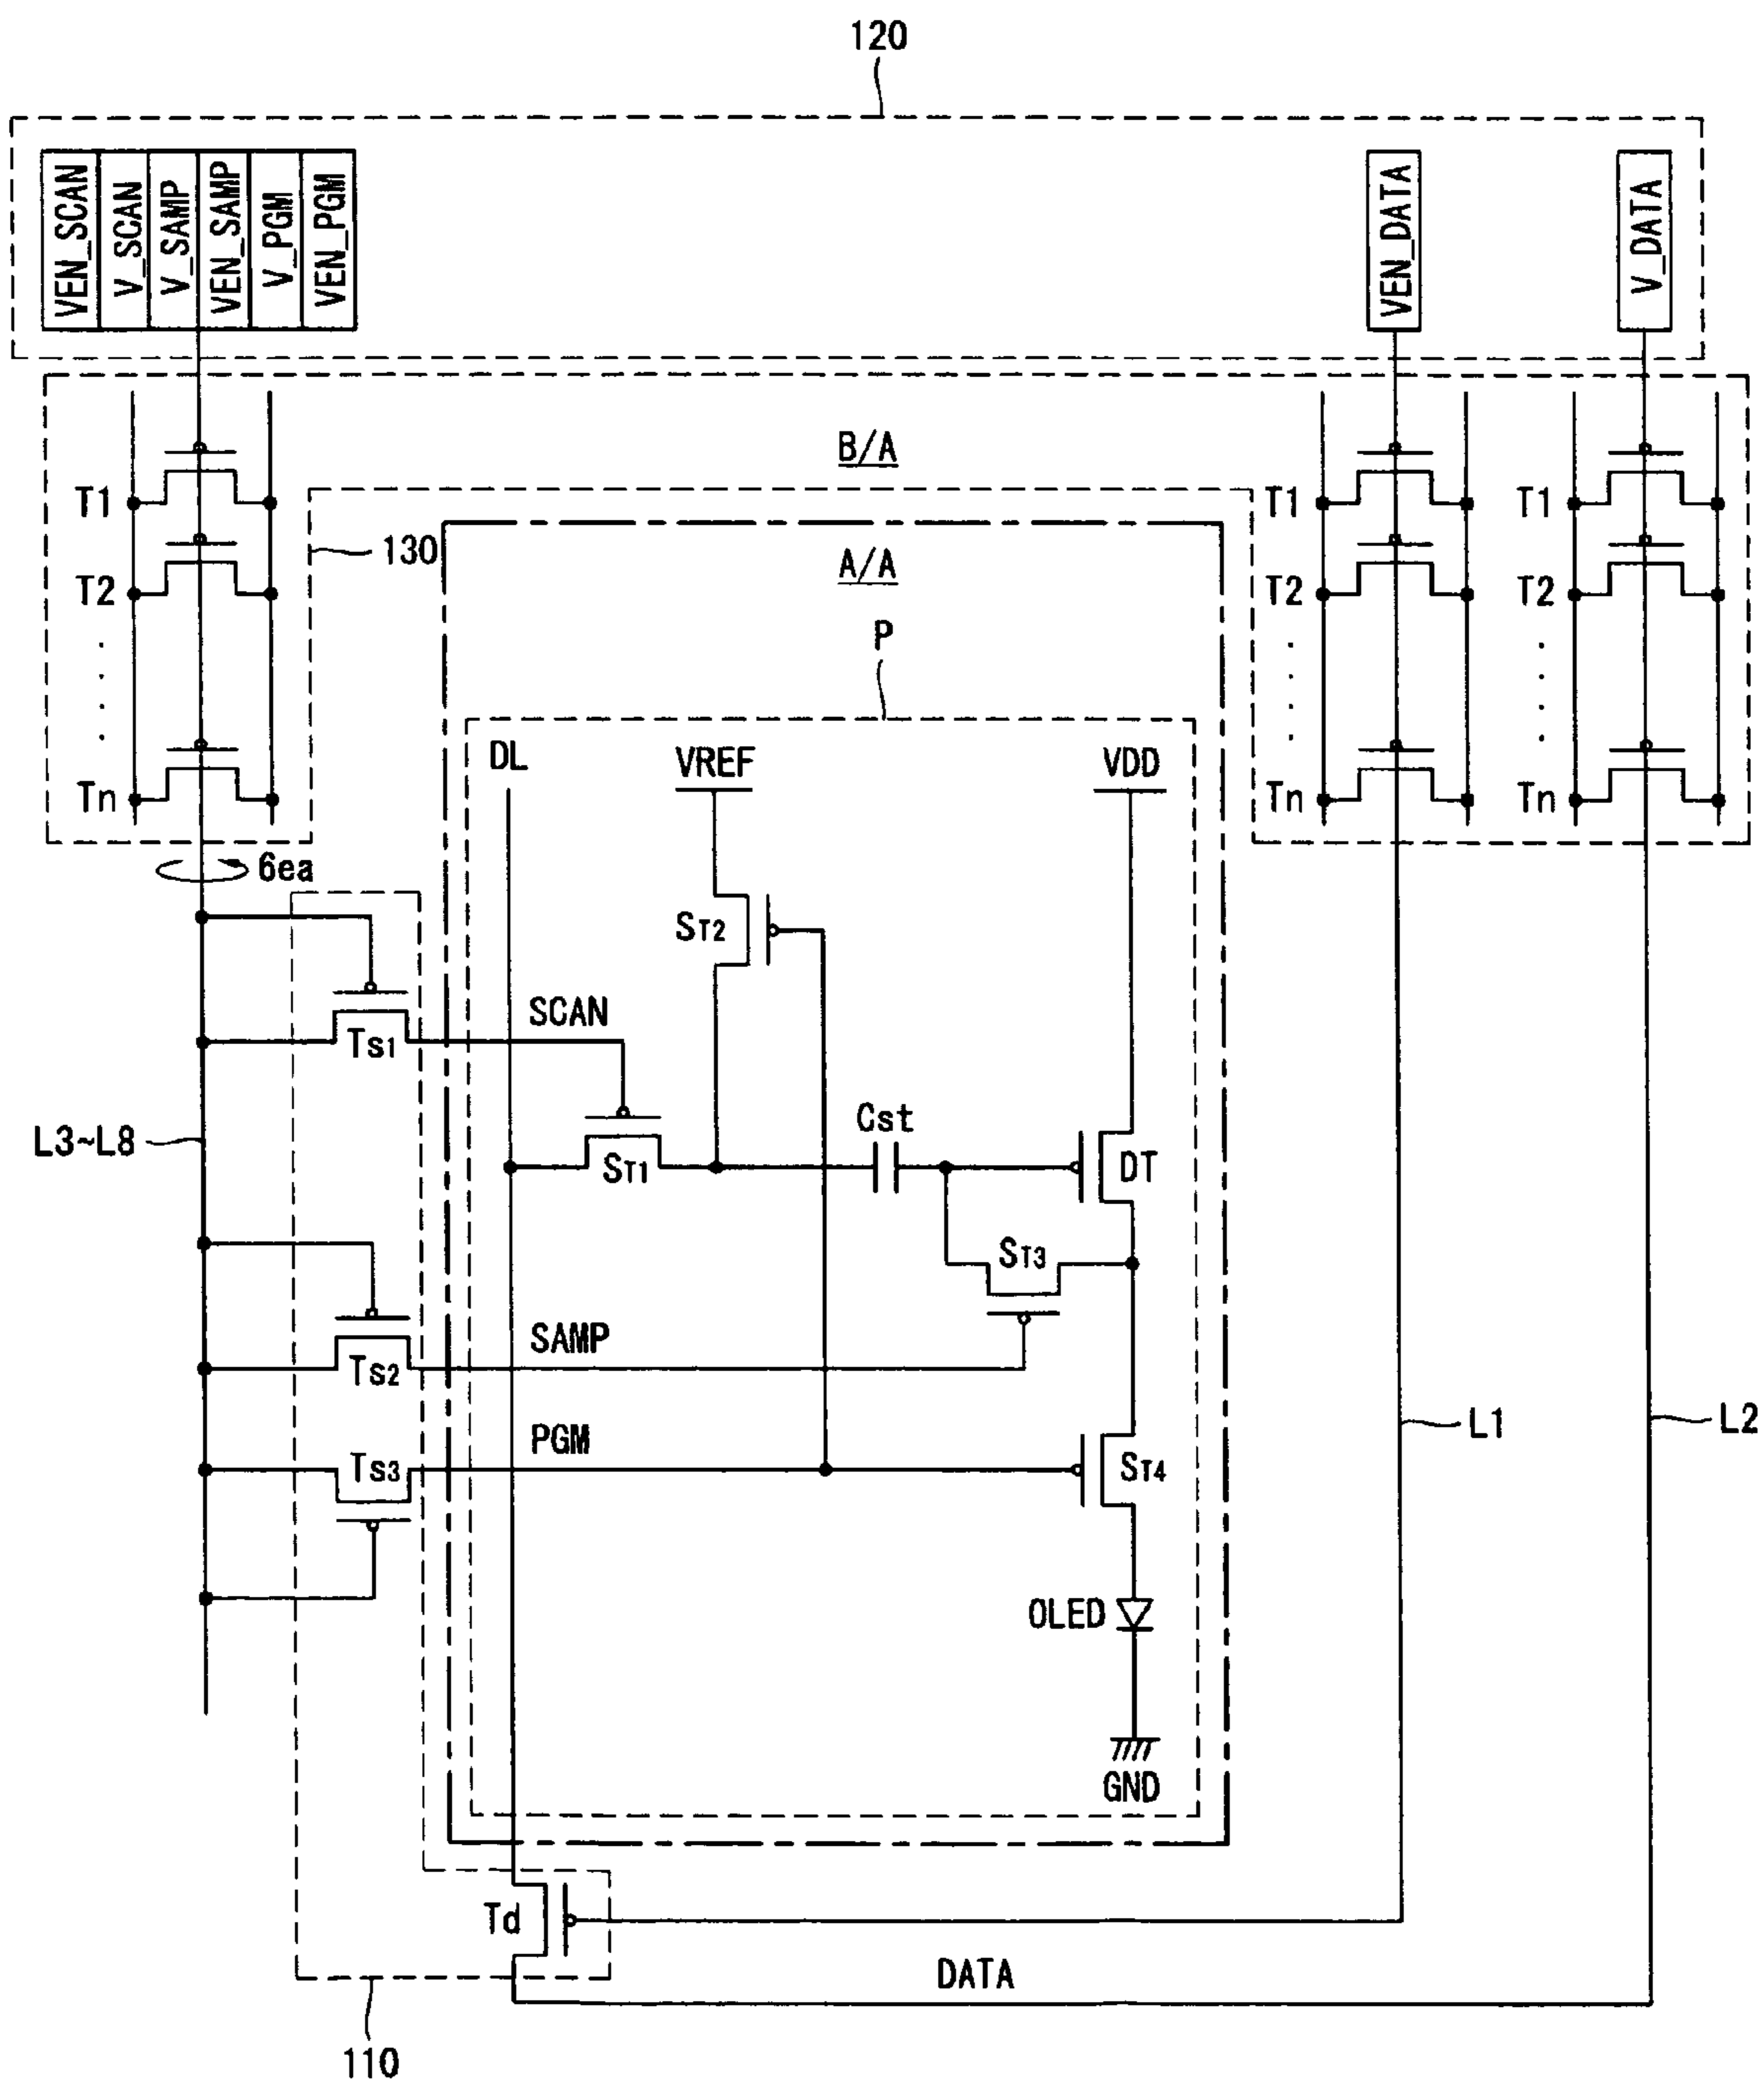 120
VEN_SCAN
V_SCAN
V_SAMP
VEN_SAMP
V_PGM
VEN_PGM
VEN_DATA
V_DATA
B/A
T1
T1
T1
130
A/A
T2
T2
T2
P
DL
VREF
VDD
Tn
Tn
Tn
6ea
ST2
SCAN
Ts1
Cst
L3~L8
ST1
DT
ST3
SAMP
Ts2
L1
L2
PGM
Ts3
ST4
OLED
GND
Td
DATA
110